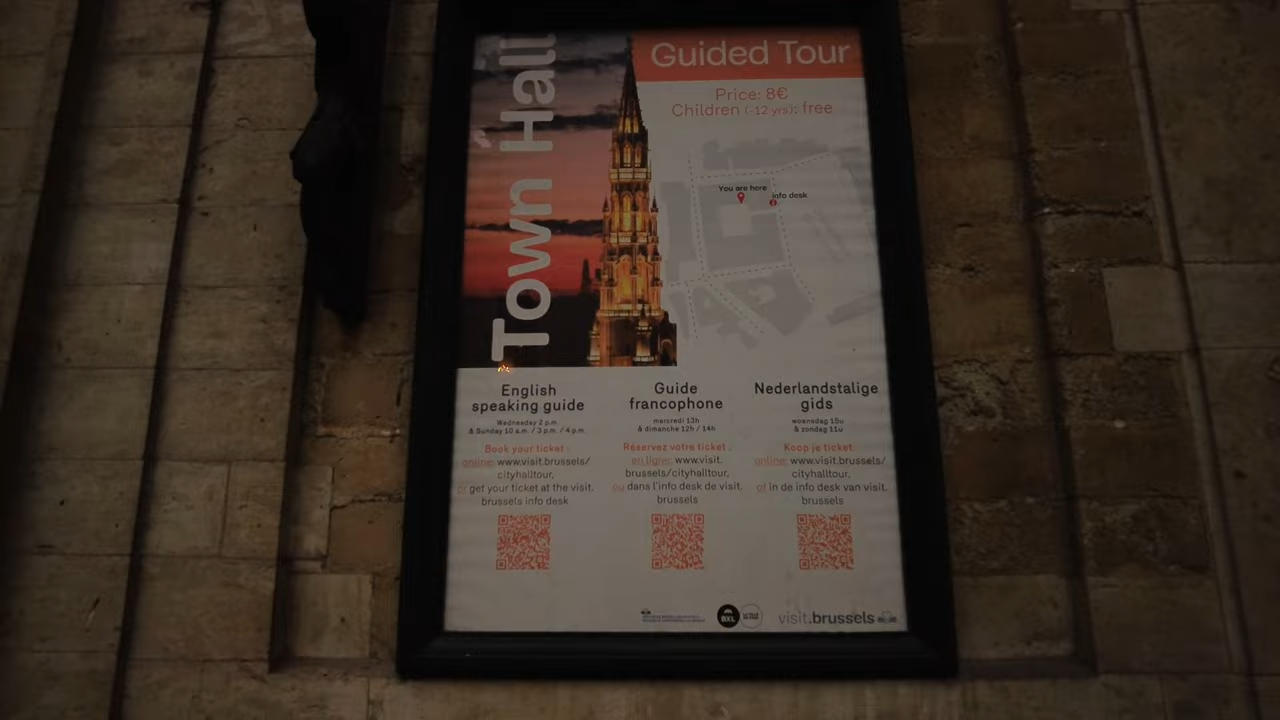 Town Hall
Guided Tour
Price: 8€
Children (-12 yrs): free
You are here
info desk
English
speaking guide
Wednesday 2 p.m.
& Sunday 10 a.m. / 3 p.m. / 4 p.m.
Book your ticket :
online: www.visit.brussels/
cityhalltour,
or get your ticket at the visit.
brussels info desk
Guide
francophone
mercredi 13h
& dimanche 12h / 14h
Réservez votre ticket :
en ligne: www.visit.
brussels/cityhalltour,
ou dans l'info desk de visit.
brussels
Nederlandstalige
gids
woensdag 15u
& zondag 11u
Koop je ticket:
online: www.visit.brussels/
cityhalltour,
of in de info desk van visit.
brussels
BXL
visit.brussels